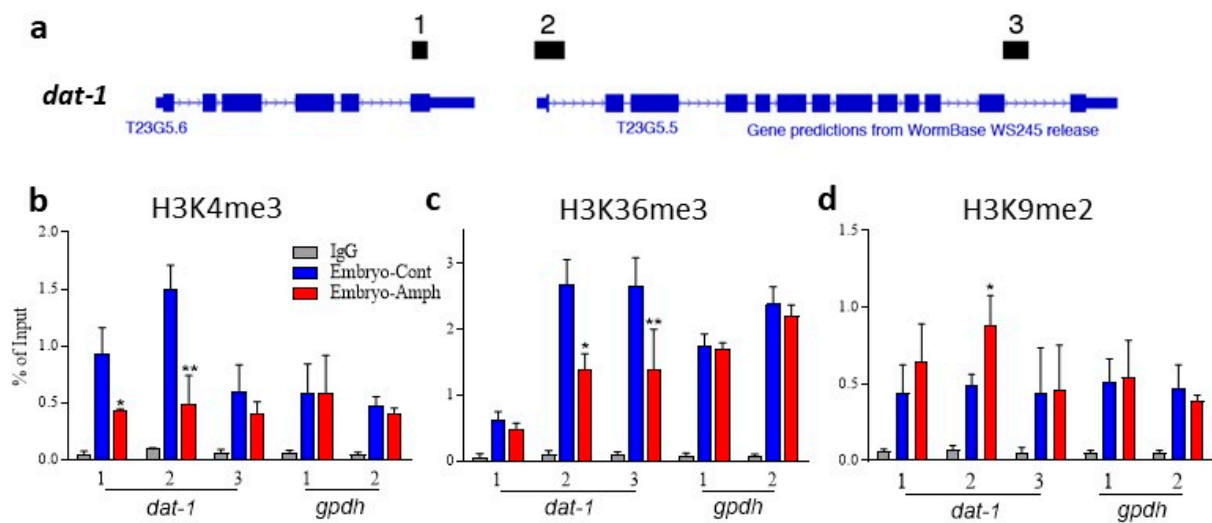 a
1 2 3
dat-1
T23G5.6 T23G5.5 Gene predictions from WormBase WS245 release
b H3K4me3
c H3K36me3
d H3K9me2
% of Input
2.0
1.5
1.0
0.5
0.0
IgG
Embryo-Cont
Embryo-Amph
* **
1 2 3 1 2
dat-1 gpdh
3
2
1
0
* **
1 2 3 1 2
dat-1 gpdh
1.5
1.0
0.5
0.0
*
1 2 3 1 2
dat-1 gpdh